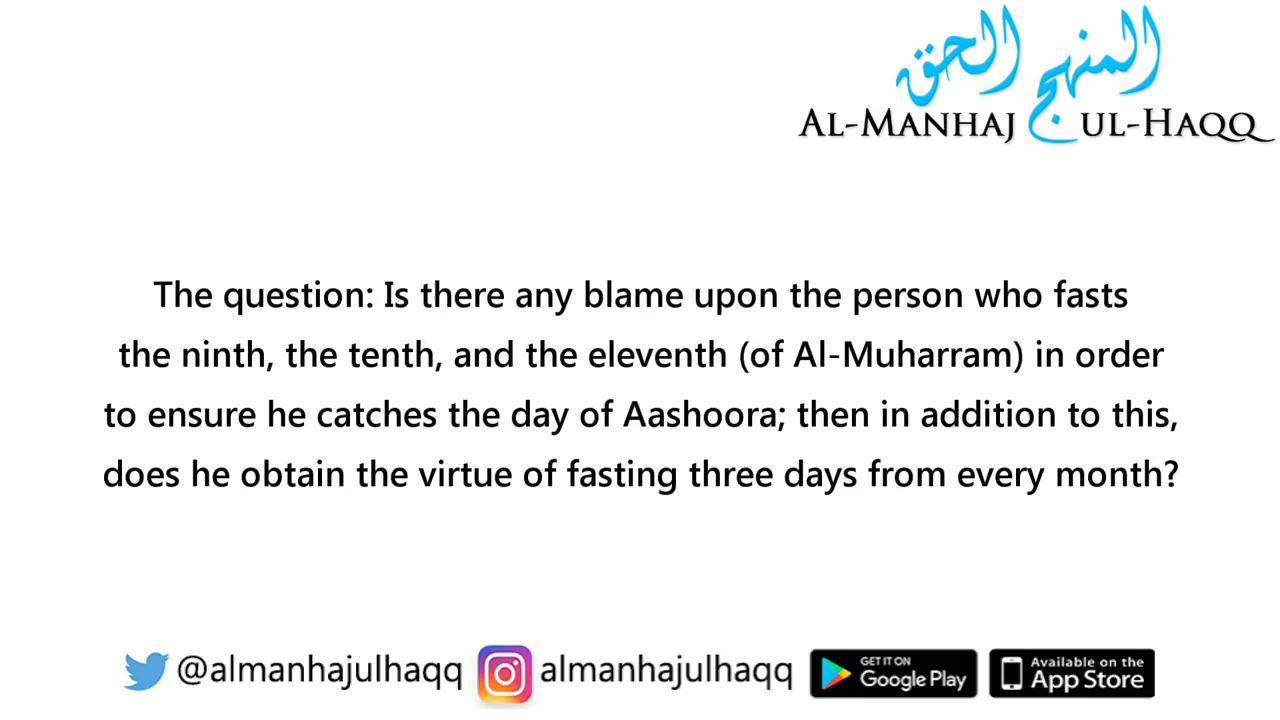 المنهج الحق
AL-MANHAJ UL-HAQQ
The question: Is there any blame upon the person who fasts
the ninth, the tenth, and the eleventh (of Al-Muharram) in order
to ensure he catches the day of Aashoora; then in addition to this,
does he obtain the virtue of fasting three days from every month?
@almanhajulhaqq almanhajulhaqq
GET IT ON
Google Play
Available on the
App Store